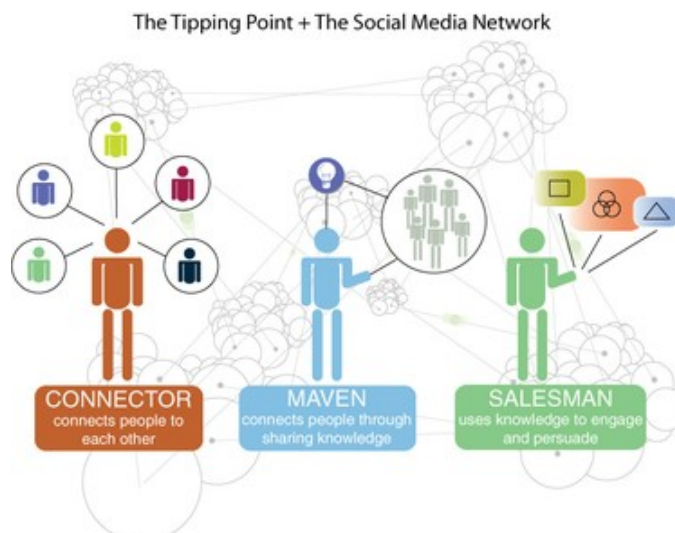 The Tipping Point + The Social Media Network
CONNECTOR
connects people to
each other
MAVEN
connects people through
sharing knowledge
SALESMAN
uses knowledge to engage
and persuade